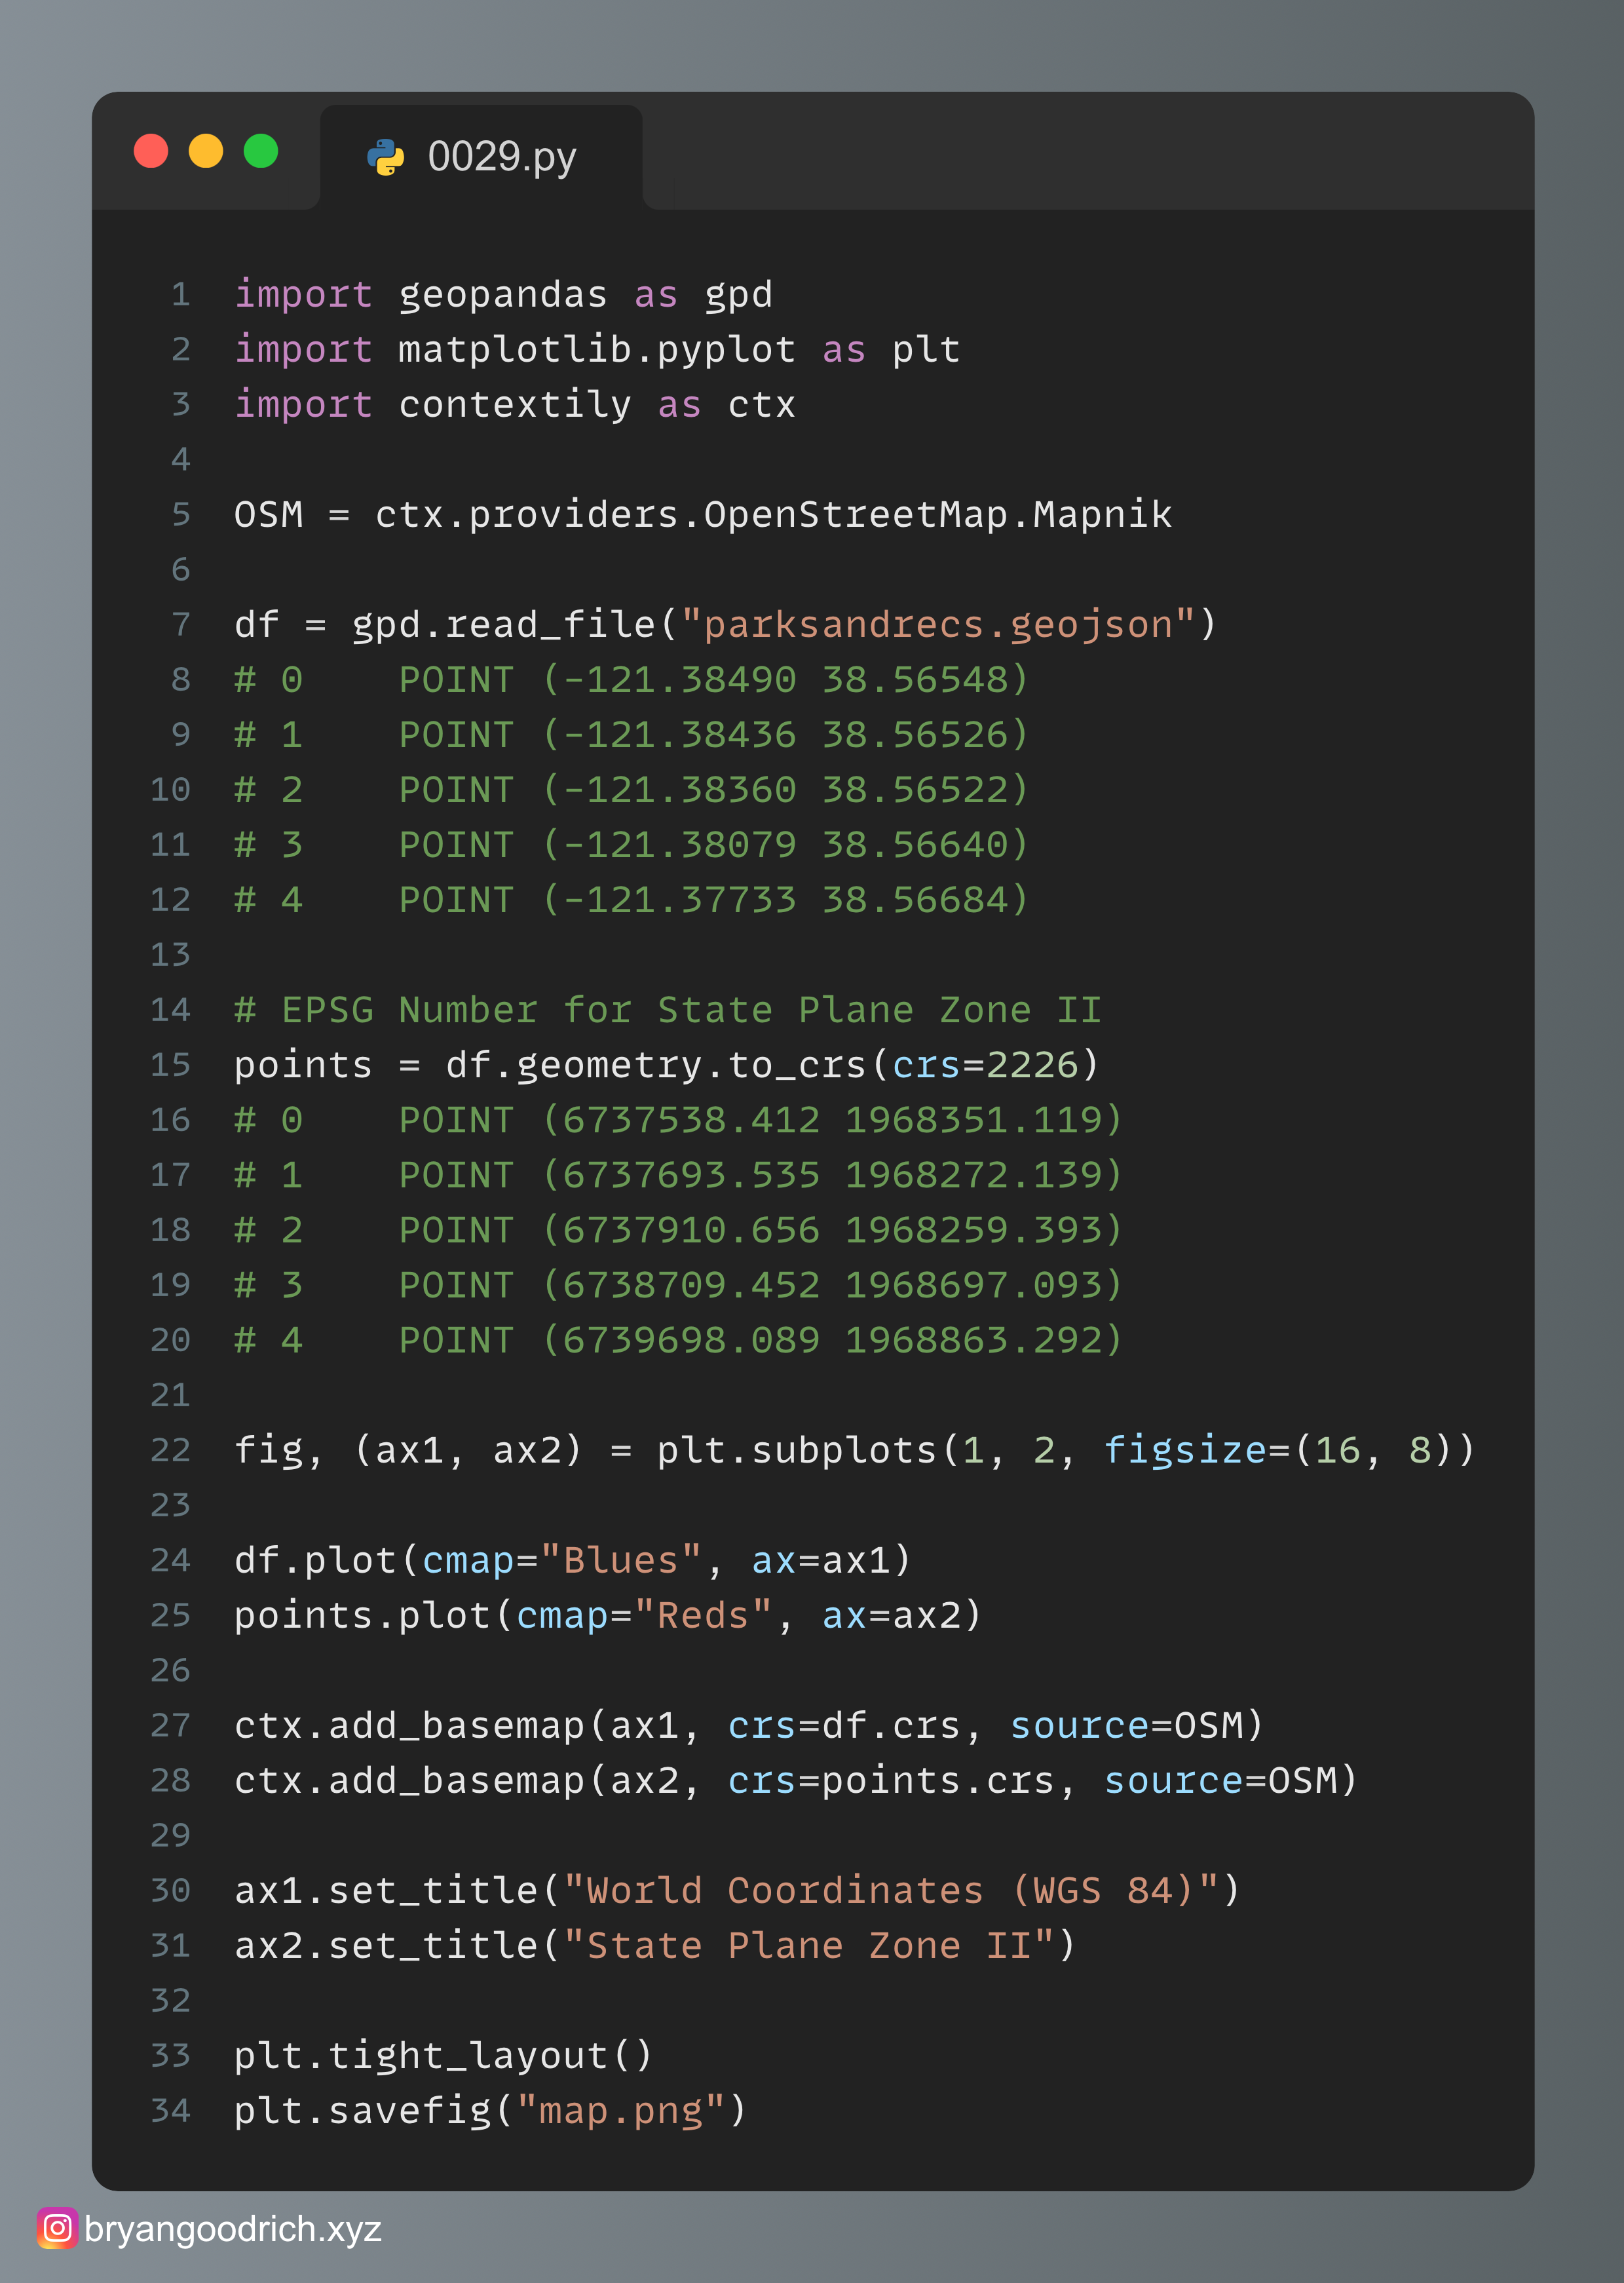 0029.py
1 import geopandas as gpd
2 import matplotlib.pyplot as plt
3 import contextily as ctx
4
5 OSM = ctx.providers.OpenStreetMap.Mapnik
6
7 df = gpd.read_file("parksandrecs.geojson")
8 # 0    POINT (-121.38490 38.56548)
9 # 1    POINT (-121.38436 38.56526)
10 # 2    POINT (-121.38360 38.56522)
11 # 3    POINT (-121.38079 38.56640)
12 # 4    POINT (-121.37733 38.56684)
13
14 # EPSG Number for State Plane Zone II
15 points = df.geometry.to_crs(crs=2226)
16 # 0    POINT (6737538.412 1968351.119)
17 # 1    POINT (6737693.535 1968272.139)
18 # 2    POINT (6737910.656 1968259.393)
19 # 3    POINT (6738709.452 1968697.093)
20 # 4    POINT (6739698.089 1968863.292)
21
22 fig, (ax1, ax2) = plt.subplots(1, 2, figsize=(16, 8))
23
24 df.plot(cmap="Blues", ax=ax1)
25 points.plot(cmap="Reds", ax=ax2)
26
27 ctx.add_basemap(ax1, crs=df.crs, source=OSM)
28 ctx.add_basemap(ax2, crs=points.crs, source=OSM)
29
30 ax1.set_title("World Coordinates (WGS 84)")
31 ax2.set_title("State Plane Zone II")
32
33 plt.tight_layout()
34 plt.savefig("map.png")
bryangoodrich.xyz